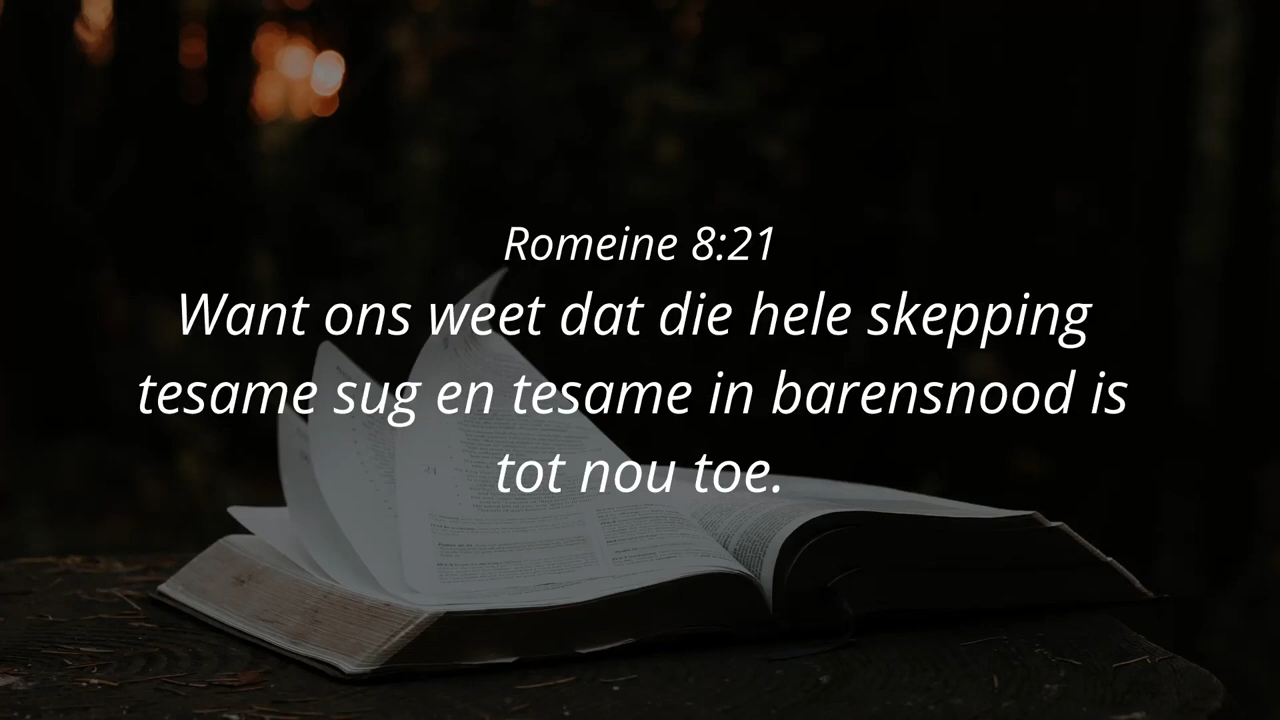 Romeine 8:21
Want ons weet dat die hele skepping
tesame sug en tesame in barensnood is
tot nou toe.